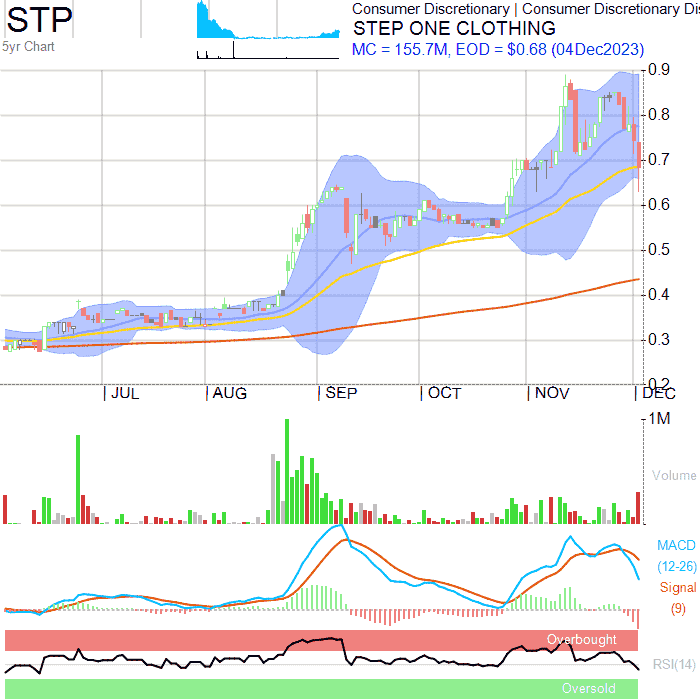 STP
5yr Chart
Consumer Discretionary | Consumer Discretionary Dis
STEP ONE CLOTHING
MC = 155.7M, EOD = $0.68 (04Dec2023)
0.9
0.8
0.7
0.6
0.5
0.4
0.3
0.2
JUL AUG SEP OCT NOV DEC
1M
Volume
MACD
(12-26)
Signal
(9)
Overbought
RSI(14)
Oversold